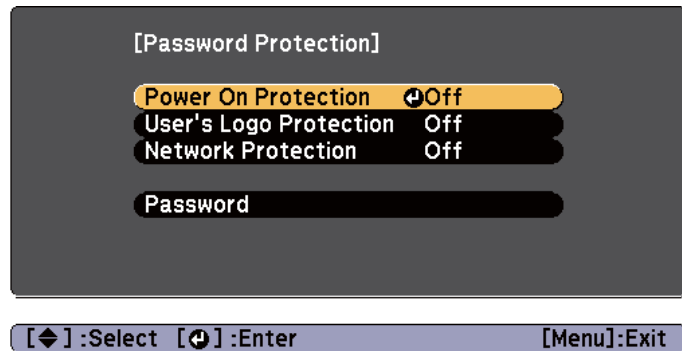 [Password Protection]
Power On Protection Off
User's Logo Protection Off
Network Protection Off
Password
[◆] :Select [↵] :Enter [Menu]:Exit